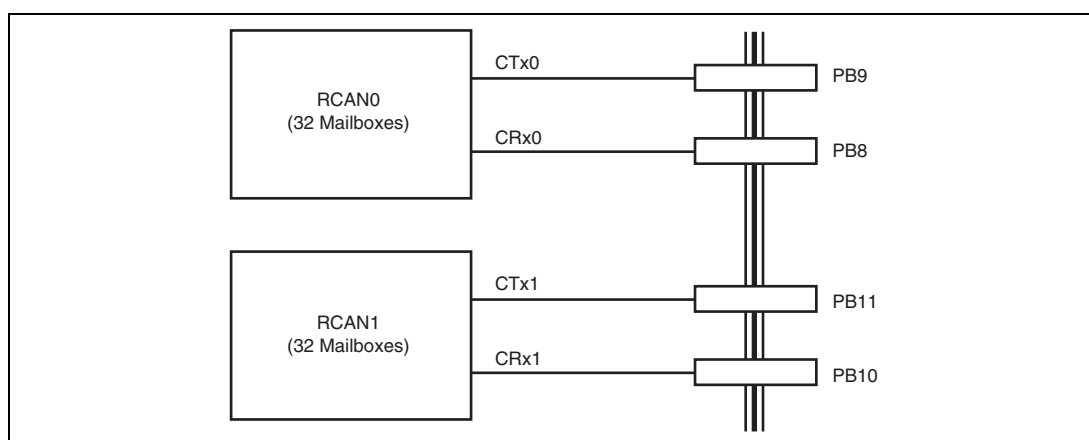 CTx0
PB9
RCAN0
(32 Mailboxes)
CRx0
PB8
CTx1
PB11
RCAN1
(32 Mailboxes)
CRx1
PB10